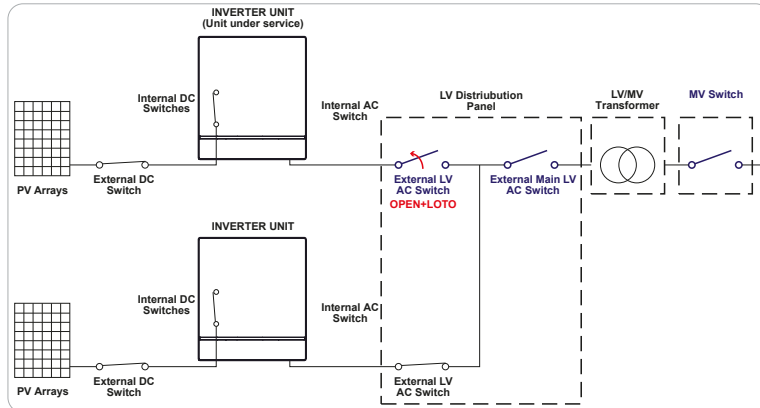 INVERTER UNIT
(Unit under service)
Internal DC
Switches
Internal AC
Switch
LV Distriubution
Panel
LV/MV
Transformer
MV Switch
PV Arrays
External DC
Switch
External LV
AC Switch
OPEN+LOTO
External Main LV
AC Switch
INVERTER UNIT
Internal DC
Switches
Internal AC
Switch
PV Arrays
External DC
Switch
External LV
AC Switch